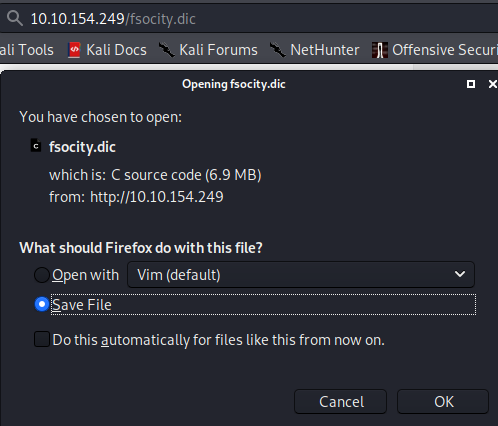 10.10.154.249/fsocity.dic
ali Tools Kali Docs Kali Forums NetHunter Offensive Securi
Opening fsocity.dic
You have chosen to open:
C fsocity.dic
which is: C source code (6.9 MB)
from: http://10.10.154.249
What should Firefox do with this file?
Open with Vim (default)
Save File
Do this automatically for files like this from now on.
Cancel OK